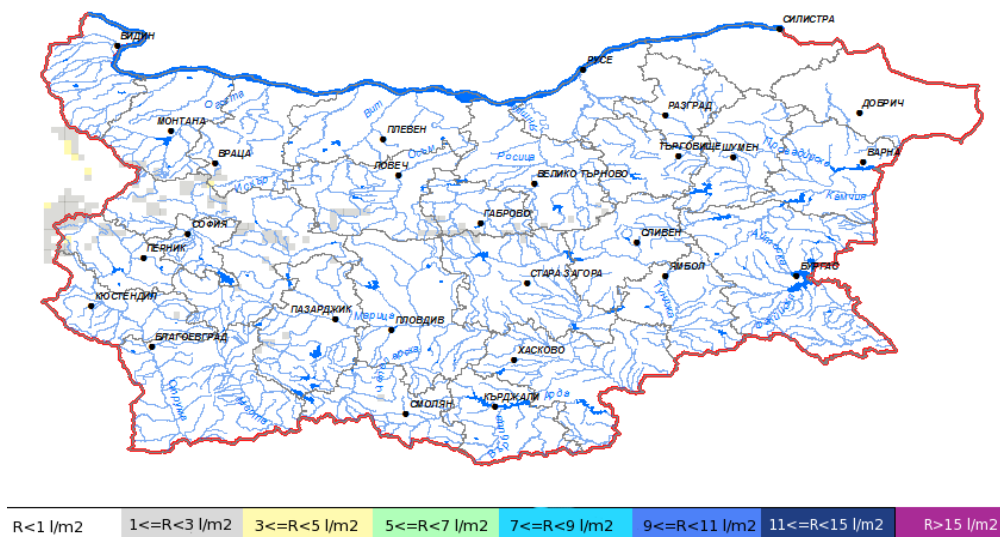 СИЛИСТРА
ВИДИН
РУСЕ
Огоста
Вит
РАЗГРАД
ДОБРИЧ
МОНТАНА
ПЛЕВЕН
ВРАЦА
ЛОВЕЧ
Росица
ТЪРГОВИЩЕ
ШУМЕН
ВАРНА
Искър
ВЕЛИКО ТЪРНОВО
Камчия
ГАБРОВО
СОФИЯ
СЛИВЕН
ПЕРНИК
СТАРА ЗАГОРА
ЯМБОЛ
БУРГАС
КЮСТЕНДИЛ
ПАЗАРДЖИК
Марица
ПЛОВДИВ
Тунджа
БЛАГОЕВГРАД
ХАСКОВО
Струма
СМОЛЯН
КЪРДЖАЛИ
R<1 l/m2 1<=R<3 l/m2 3<=R<5 l/m2 5<=R<7 l/m2 7<=R<9 l/m2 9<=R<11 l/m2 11<=R<15 l/m2 R>15 l/m2